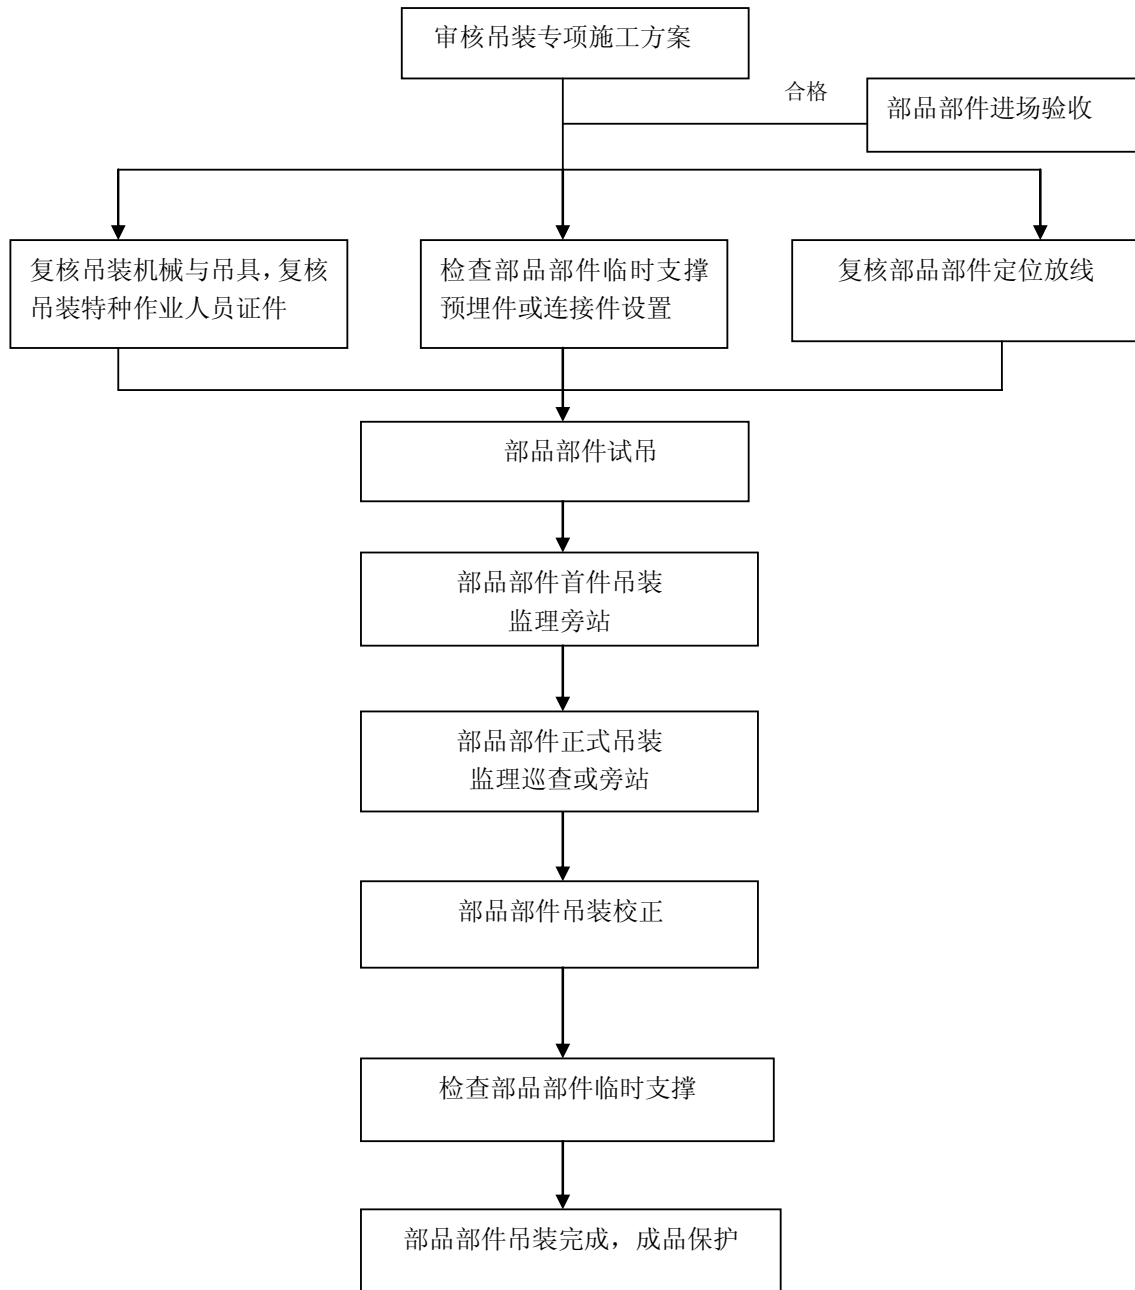 审核吊装专项施工方案
合格
部品部件进场验收
复核吊装机械与吊具，复核
吊装特种作业人员证件
检查部品部件临时支撑
预埋件或连接件设置
复核部品部件定位放线
部品部件试吊
部品部件首件吊装
监理旁站
部品部件正式吊装
监理巡查或旁站
部品部件吊装校正
检查部品部件临时支撑
部品部件吊装完成，成品保护